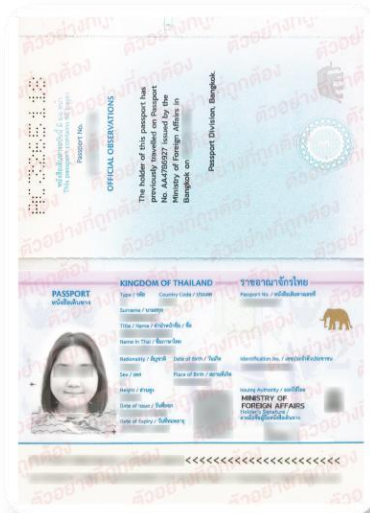 ตัวอย่างที่ถูกต้อง
Passport No.
OFFICIAL OBSERVATIONS
The holder of this passport has
previously travelled on Passport
No. AA4786927 issued by the
Ministry of Foreign Affairs in
Bangkok on
Passport Division, Bangkok.
PASSPORT
หนังสือเดินทาง
KINGDOM OF THAILAND
ราชอาณาจักรไทย
Type / รหัส
Country Code / ประเทศ
Passport No. / หนังสือเดินทางเลขที่
Surname / นามสกุล
Title / Name / คำนำหน้าชื่อ / ชื่อ
Name in Thai / ชื่อภาษาไทย
Nationality / สัญชาติ
Date of Birth / วันเกิด
Identification No. / เลขประจำตัวประชาชน
Sex / เพศ
Place of Birth / สถานที่เกิด
Height / ส่วนสูง
Issuing Authority / ออกให้โดย
MINISTRY OF
FOREIGN AFFAIRS
Date of Issue / วันที่ออก
Holder's Signature /
Date of Expiry / วันที่หมดอายุ